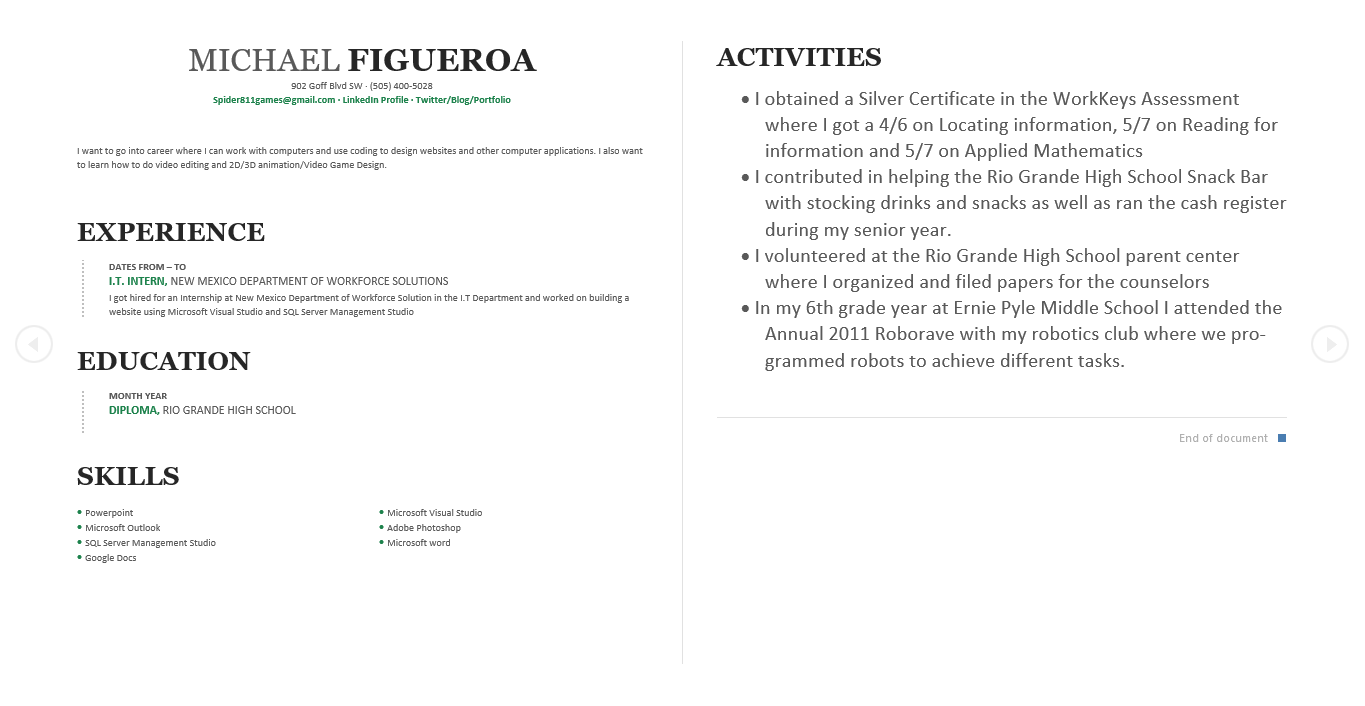 MICHAEL FIGUEROA
902 Goff Blvd SW · (505) 400-5028
Spider811games@gmail.com · LinkedIn Profile · Twitter/Blog/Portfolio
I want to go into career where I can work with computers and use coding to design websites and other computer applications. I also want
to learn how to do video editing and 2D/3D animation/Video Game Design.
EXPERIENCE
DATES FROM – TO
I.T. INTERN, NEW MEXICO DEPARTMENT OF WORKFORCE SOLUTIONS
I got hired for an Internship at New Mexico Department of Workforce Solution in the I.T Department and worked on building a
website using Microsoft Visual Studio and SQL Server Management Studio
EDUCATION
MONTH YEAR
DIPLOMA, RIO GRANDE HIGH SCHOOL
SKILLS
• Powerpoint
• Microsoft Outlook
• SQL Server Management Studio
• Google Docs
• Microsoft Visual Studio
• Adobe Photoshop
• Microsoft word
ACTIVITIES
• I obtained a Silver Certificate in the WorkKeys Assessment
where I got a 4/6 on Locating information, 5/7 on Reading for
information and 5/7 on Applied Mathematics
• I contributed in helping the Rio Grande High School Snack Bar
with stocking drinks and snacks as well as ran the cash register
during my senior year.
• I volunteered at the Rio Grande High School parent center
where I organized and filed papers for the counselors
• In my 6th grade year at Ernie Pyle Middle School I attended the
Annual 2011 Roborave with my robotics club where we pro-
grammed robots to achieve different tasks.
End of document